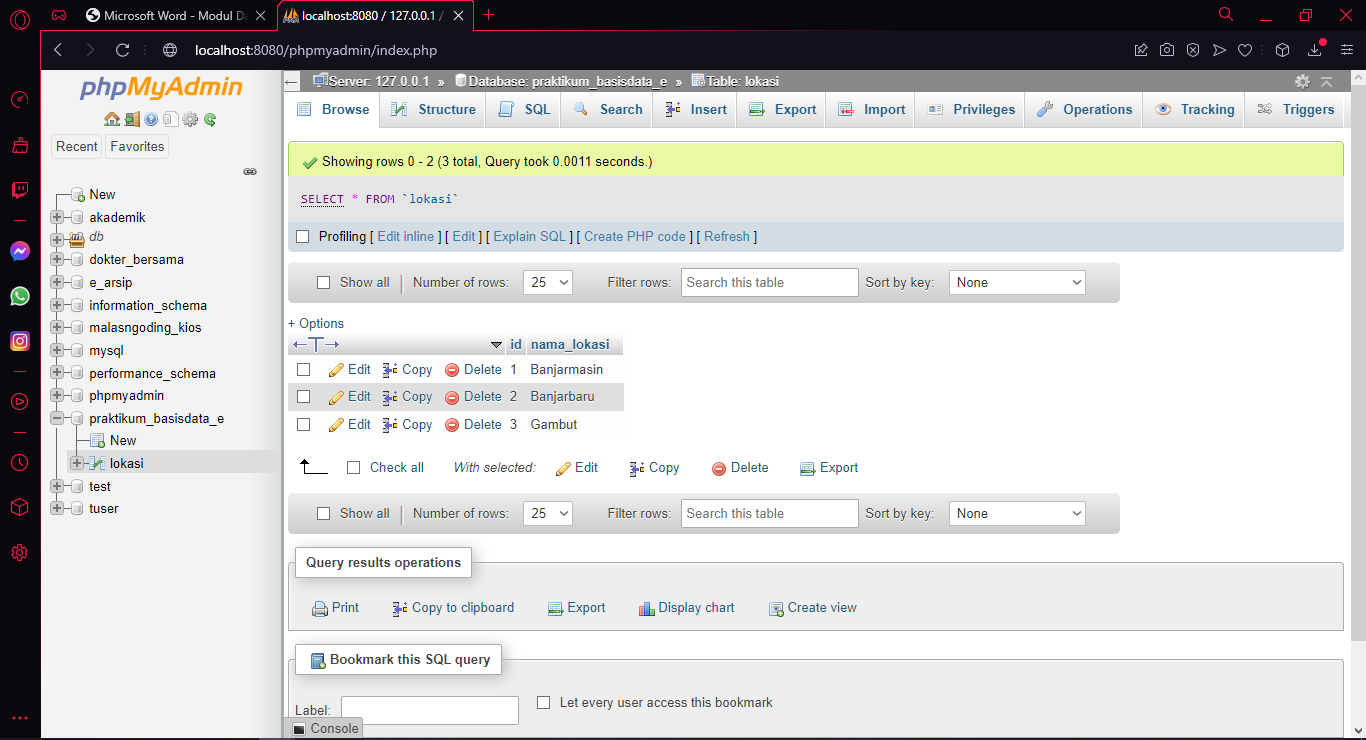 Microsoft Word - Modul Da
localhost:8080 / 127.0.0.1 /
localhost:8080/phpmyadmin/index.php
phpMyAdmin
Recent Favorites
New
akademik
db
dokter_bersama
e_arsip
information_schema
malasngoding_kios
mysql
performance_schema
phpmyadmin
praktikum_basisdata_e
New
lokasi
test
tuser
Server: 127.0.0.1 » Database: praktikum_basisdata_e » Table: lokasi
Browse Structure SQL Search Insert Export Import Privileges Operations Tracking Triggers
Showing rows 0 - 2 (3 total, Query took 0.0011 seconds.)
SELECT * FROM `lokasi`
Profiling [ Edit inline ] [ Edit ] [ Explain SQL ] [ Create PHP code ] [ Refresh ]
Show all Number of rows: 25 Filter rows: Search this table Sort by key: None
+ Options
id nama_lokasi
Edit Copy Delete 1 Banjarmasin
Edit Copy Delete 2 Banjarbaru
Edit Copy Delete 3 Gambut
Check all With selected: Edit Copy Delete Export
Show all Number of rows: 25 Filter rows: Search this table Sort by key: None
Query results operations
Print Copy to clipboard Export Display chart Create view
Bookmark this SQL query
Label: Let every user access this bookmark
Console